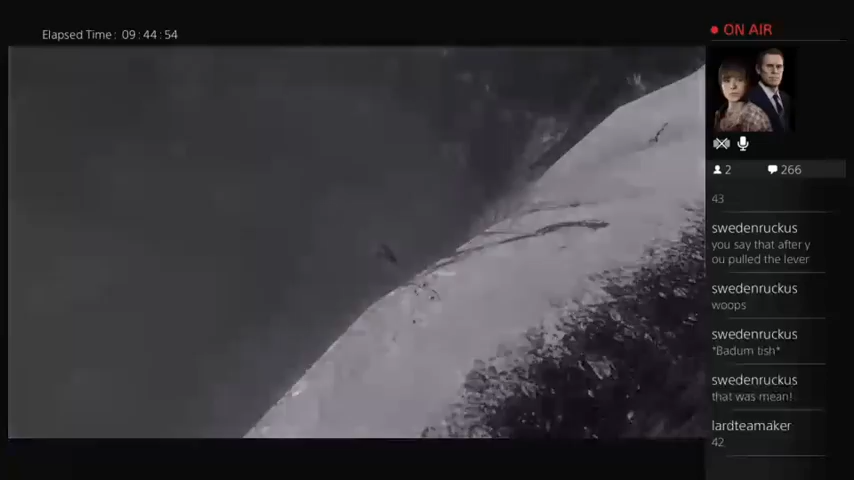 Elapsed Time: 09:44:54
ON AIR
2 266
43
swedenruckus
you say that after y
ou pulled the lever
swedenruckus
woops
swedenruckus
*Badum tish*
swedenruckus
that was mean!
lardteamaker
42